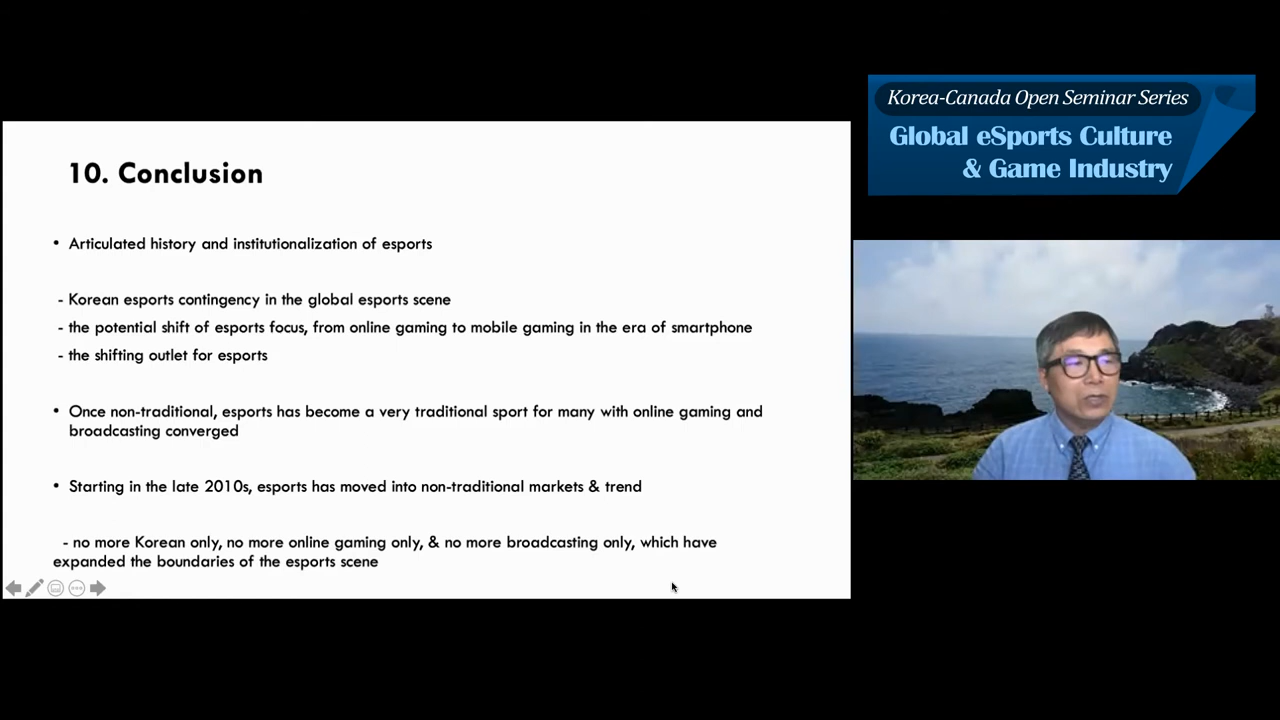 Korea-Canada Open Seminar Series
Global eSports Culture
& Game Industry
10. Conclusion
• Articulated history and institutionalization of esports
- Korean esports contingency in the global esports scene
- the potential shift of esports focus, from online gaming to mobile gaming in the era of smartphone
- the shifting outlet for esports
• Once non-traditional, esports has become a very traditional sport for many with online gaming and
broadcasting converged
• Starting in the late 2010s, esports has moved into non-traditional markets & trend
- no more Korean only, no more online gaming only, & no more broadcasting only, which have
expanded the boundaries of the esports scene